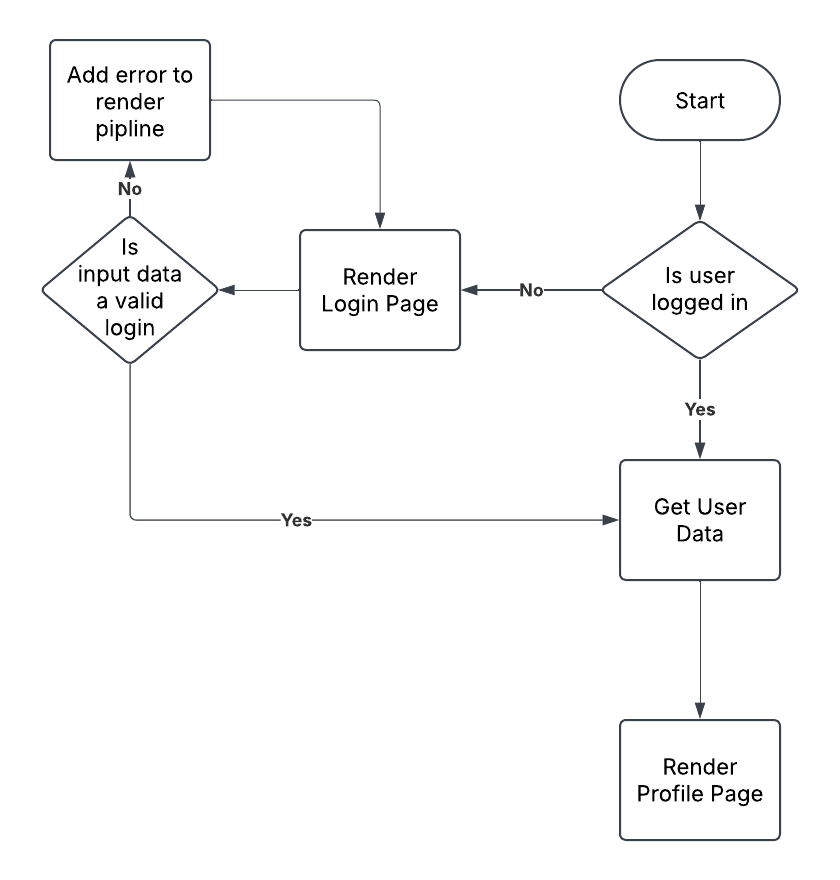 Add error to
render
pipline
Start
No
Is
input data
a valid
login
Render
Login Page
No
Is user
logged in
Yes
Yes
Get User
Data
Render
Profile Page